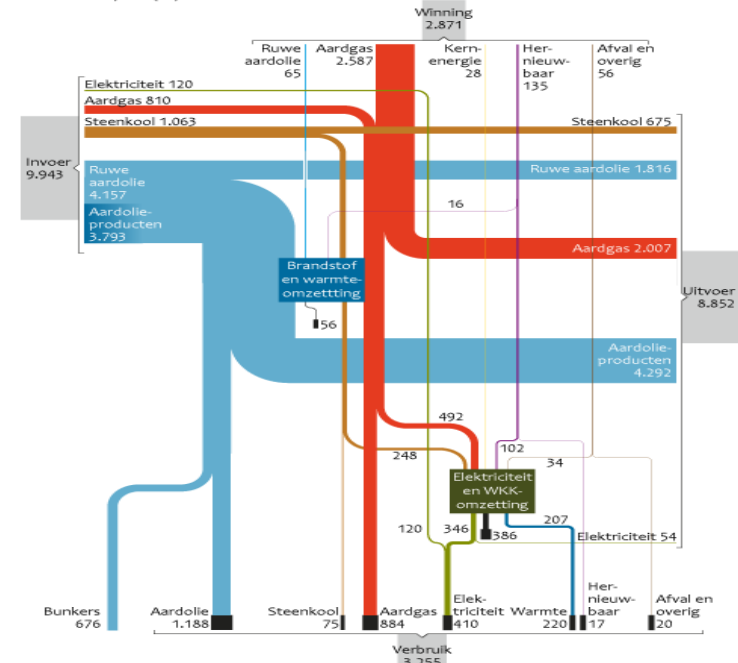 Winning
2.871
Ruwe
aardolie
65
Aardgas
2.587
Kern-
energie
28
Her-
nieuw-
baar
135
Afval en
overig
56
Elektriciteit 120
Aardgas 810
Steenkool 1.063
Steenkool 675
Invoer
9.943
Ruwe
aardolie
4.157
Ruwe aardolie 1.816
Aardolie-
producten
3.793
16
Aardgas 2.007
Brandstof
en warmte-
omzettting
Uitvoer
8.852
56
Aardolie-
producten
4.292
492
102
248
34
Elektriciteit
en WKK-
omzetting
207
120
346
386
Elektriciteit 54
Bunkers
676
Aardolie
1.188
Steenkool
75
Aardgas
884
Elek-
triciteit
410
Warmte
220
Her-
nieuw-
baar
17
Afval en
overig
20
Verbruik
3.255